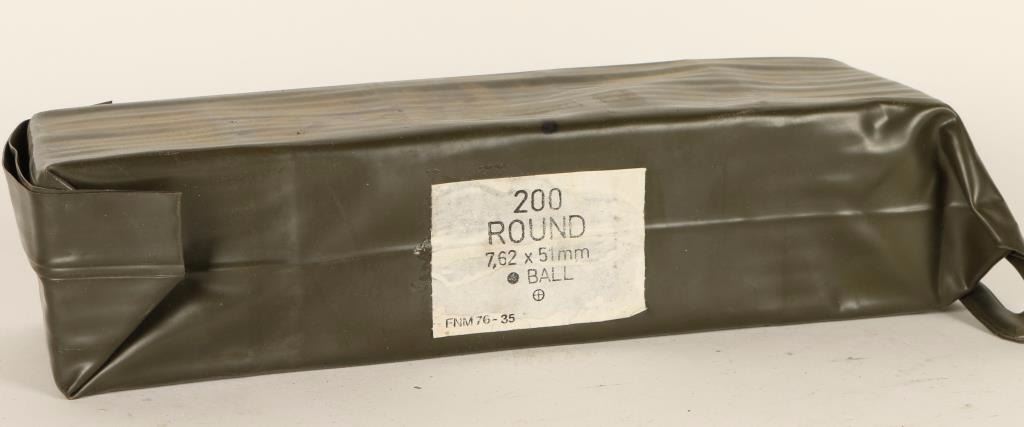 200
ROUND
7,62 x 51mm
● BALL
⊕
FNM 76-35